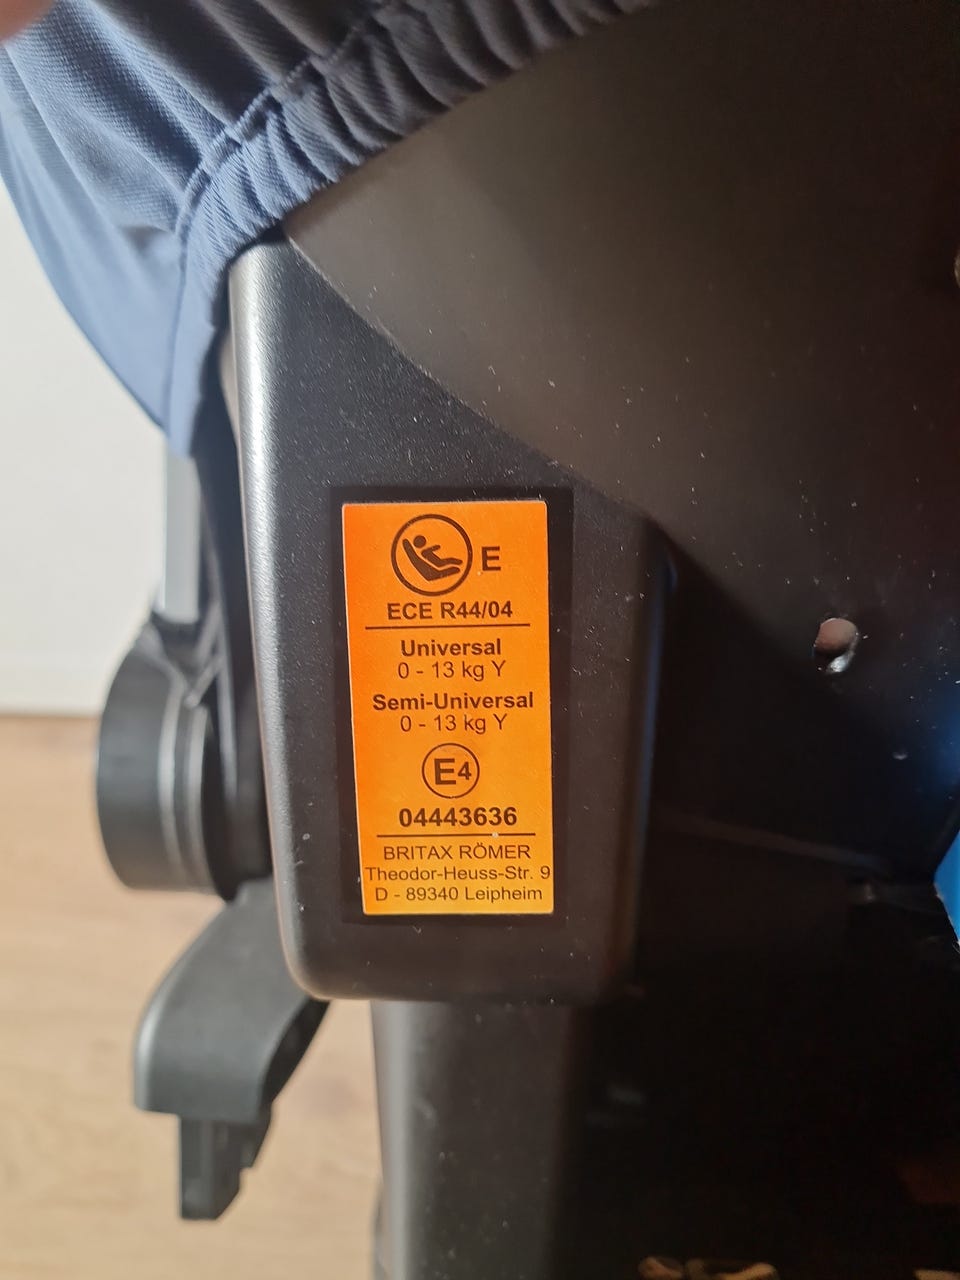 E
ECE R44/04
Universal
0 - 13 kg Y
Semi-Universal
0 - 13 kg Y
E4
04443636
BRITAX RÖMER
Theodor-Heuss-Str. 9
D - 89340 Leipheim